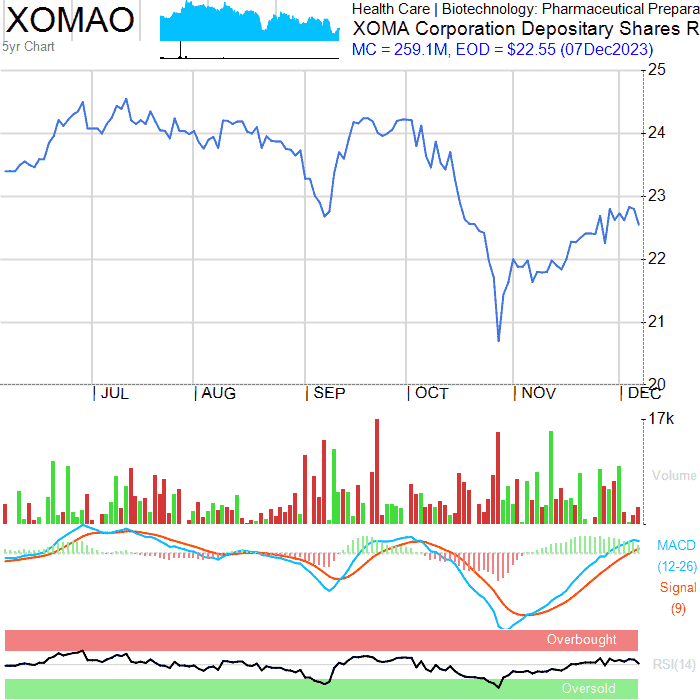 XOMAO
5yr Chart
Health Care | Biotechnology: Pharmaceutical Prepara
XOMA Corporation Depositary Shares R
MC = 259.1M, EOD = $22.55 (07Dec2023)
25
24
23
22
21
20
JUL AUG SEP OCT NOV DEC
17k
Volume
MACD
(12-26)
Signal
(9)
Overbought
RSI(14)
Oversold